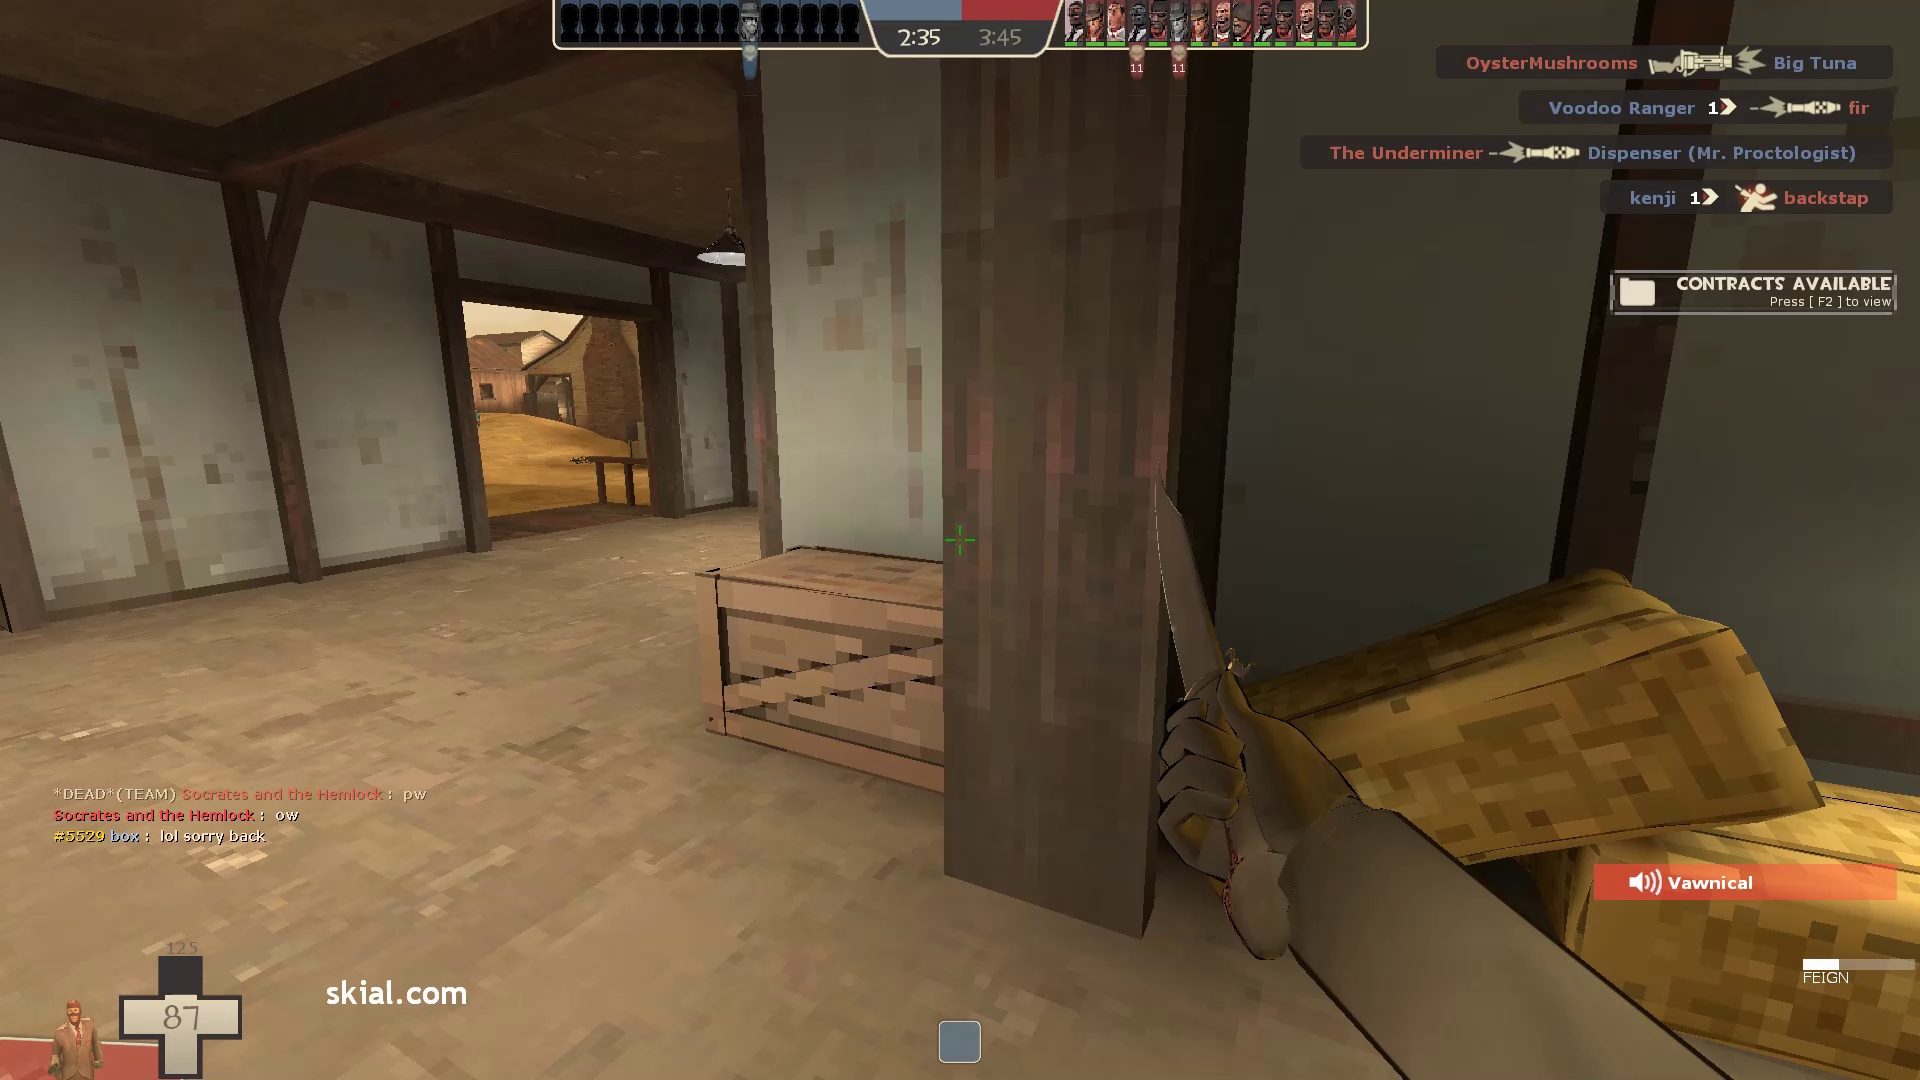 2:35 3:45
11 11
OysterMushrooms Big Tuna
Voodoo Ranger 1 fir
The Underminer Dispenser (Mr. Proctologist)
kenji 1 backstap
CONTRACTS AVAILABLE
Press [ F2 ] to view
*DEAD*(TEAM) Socrates and the Hemlock : pw
Socrates and the Hemlock : ow
#5529 box : lol sorry back
Vawnical
125
87
skial.com
FEIGN